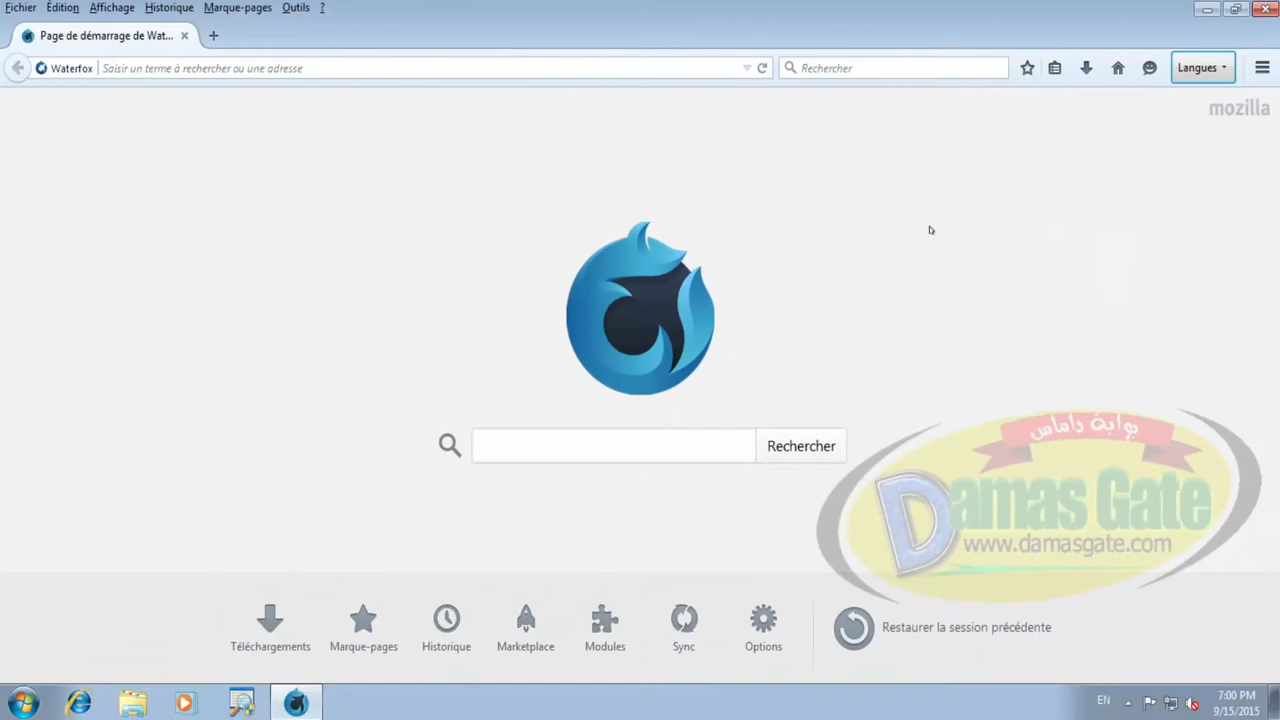 Fichier Édition Affichage Historique Marque-pages Outils ?
Page de démarrage de Wat...
Waterfox Saisir un terme à rechercher ou une adresse
Rechercher
Langues
mozilla
Rechercher
بوابة داماس
Damas Gate
www.damasgate.com
Téléchargements
Marque-pages
Historique
Marketplace
Modules
Sync
Options
Restaurer la session précédente
EN
7:00 PM
9/15/2015